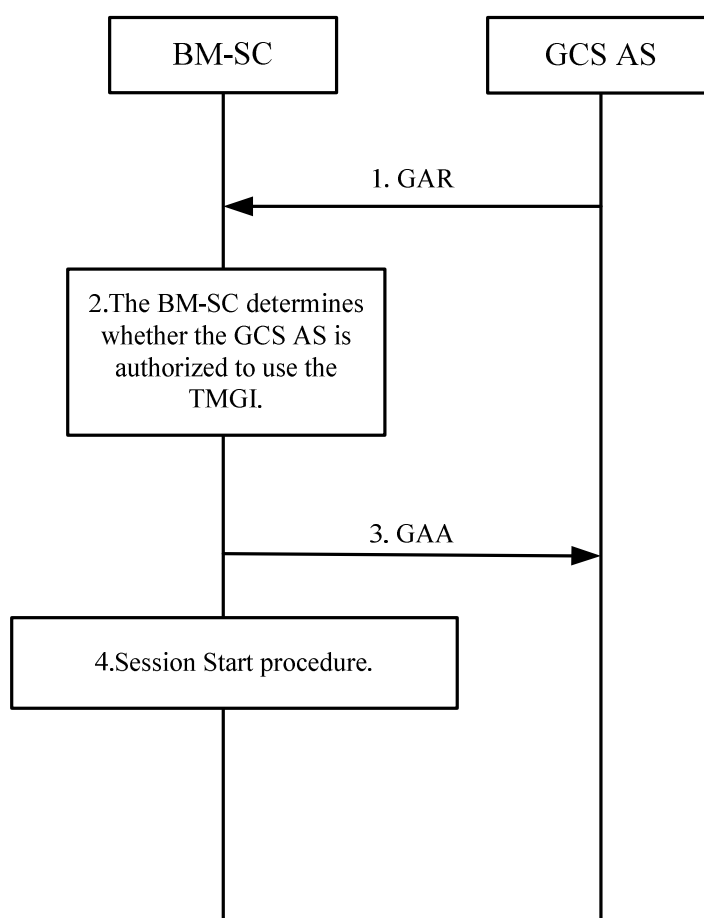 BM-SC
GCS AS
1. GAR
2.The BM-SC determines
whether the GCS AS is
authorized to use the
TMGI.
3. GAA
4.Session Start procedure.